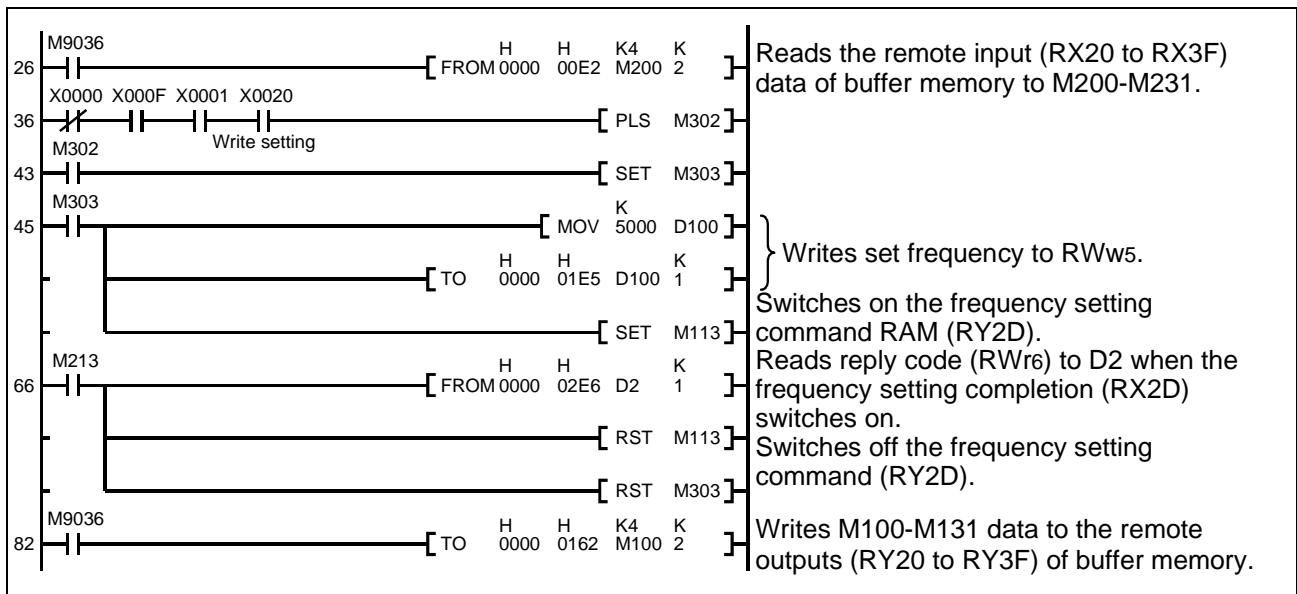 M9036
H H K4 K
26 FROM 0000 00E2 M200 2
Reads the remote input (RX20 to RX3F)
data of buffer memory to M200-M231.
X0000 X000F X0001 X0020
36 PLS M302
Write setting
M302
43 SET M303
M303
K
45 MOV 5000 D100
H H K
TO 0000 01E5 D100 1
Writes set frequency to RWw5.
SET M113
Switches on the frequency setting
command RAM (RY2D).
M213
H H K
66 FROM 0000 02E6 D2 1
Reads reply code (RWr6) to D2 when the
frequency setting completion (RX2D)
switches on.
RST M113
Switches off the frequency setting
command (RY2D).
RST M303
M9036
H H K4 K
82 TO 0000 0162 M100 2
Writes M100-M131 data to the remote
outputs (RY20 to RY3F) of buffer memory.